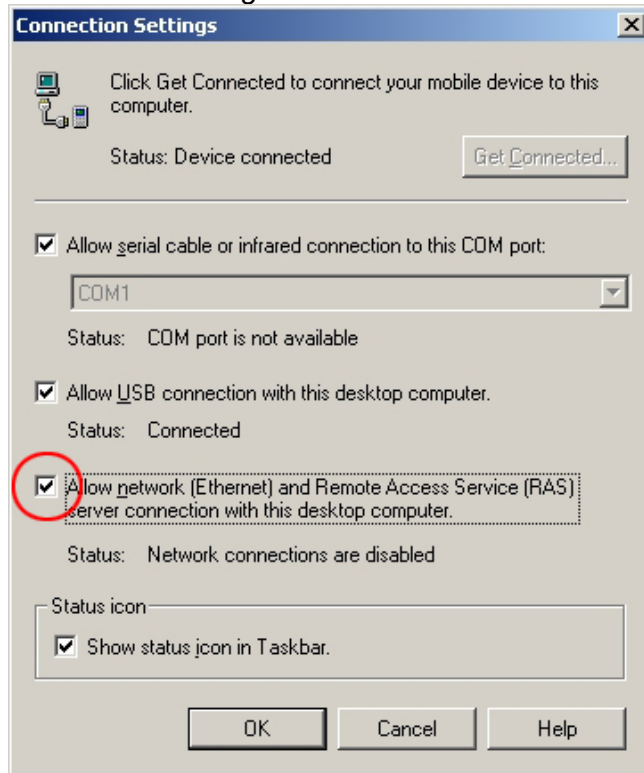 Connection Settings
Click Get Connected to connect your mobile device to this
computer.
Status: Device connected
Get Connected...
Allow serial cable or infrared connection to this COM port:
COM1
Status: COM port is not available
Allow USB connection with this desktop computer.
Status: Connected
Allow network (Ethernet) and Remote Access Service (RAS)
server connection with this desktop computer.
Status: Network connections are disabled
Status icon
Show status icon in Taskbar.
OK
Cancel
Help